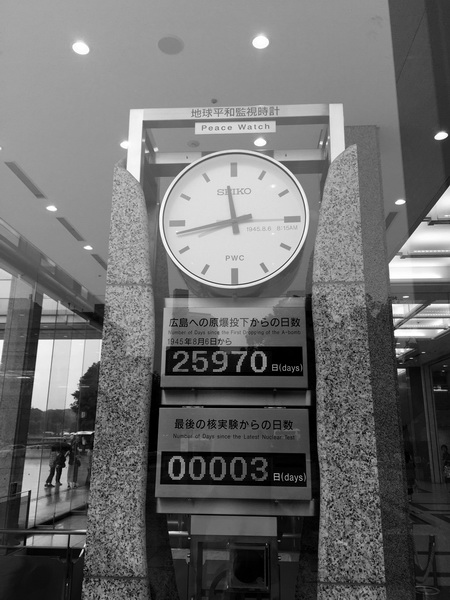 地球平和監視時計
Peace Watch
SEIKO
1945.8.6 8:15AM
PWC
広島への原爆投下からの日数
Number of Days since the First Dropping of the A-bomb
1945年8月6日から
25970 日(days)
最後の核実験からの日数
Number of Days since the Latest Nuclear Test
00003 日(days)